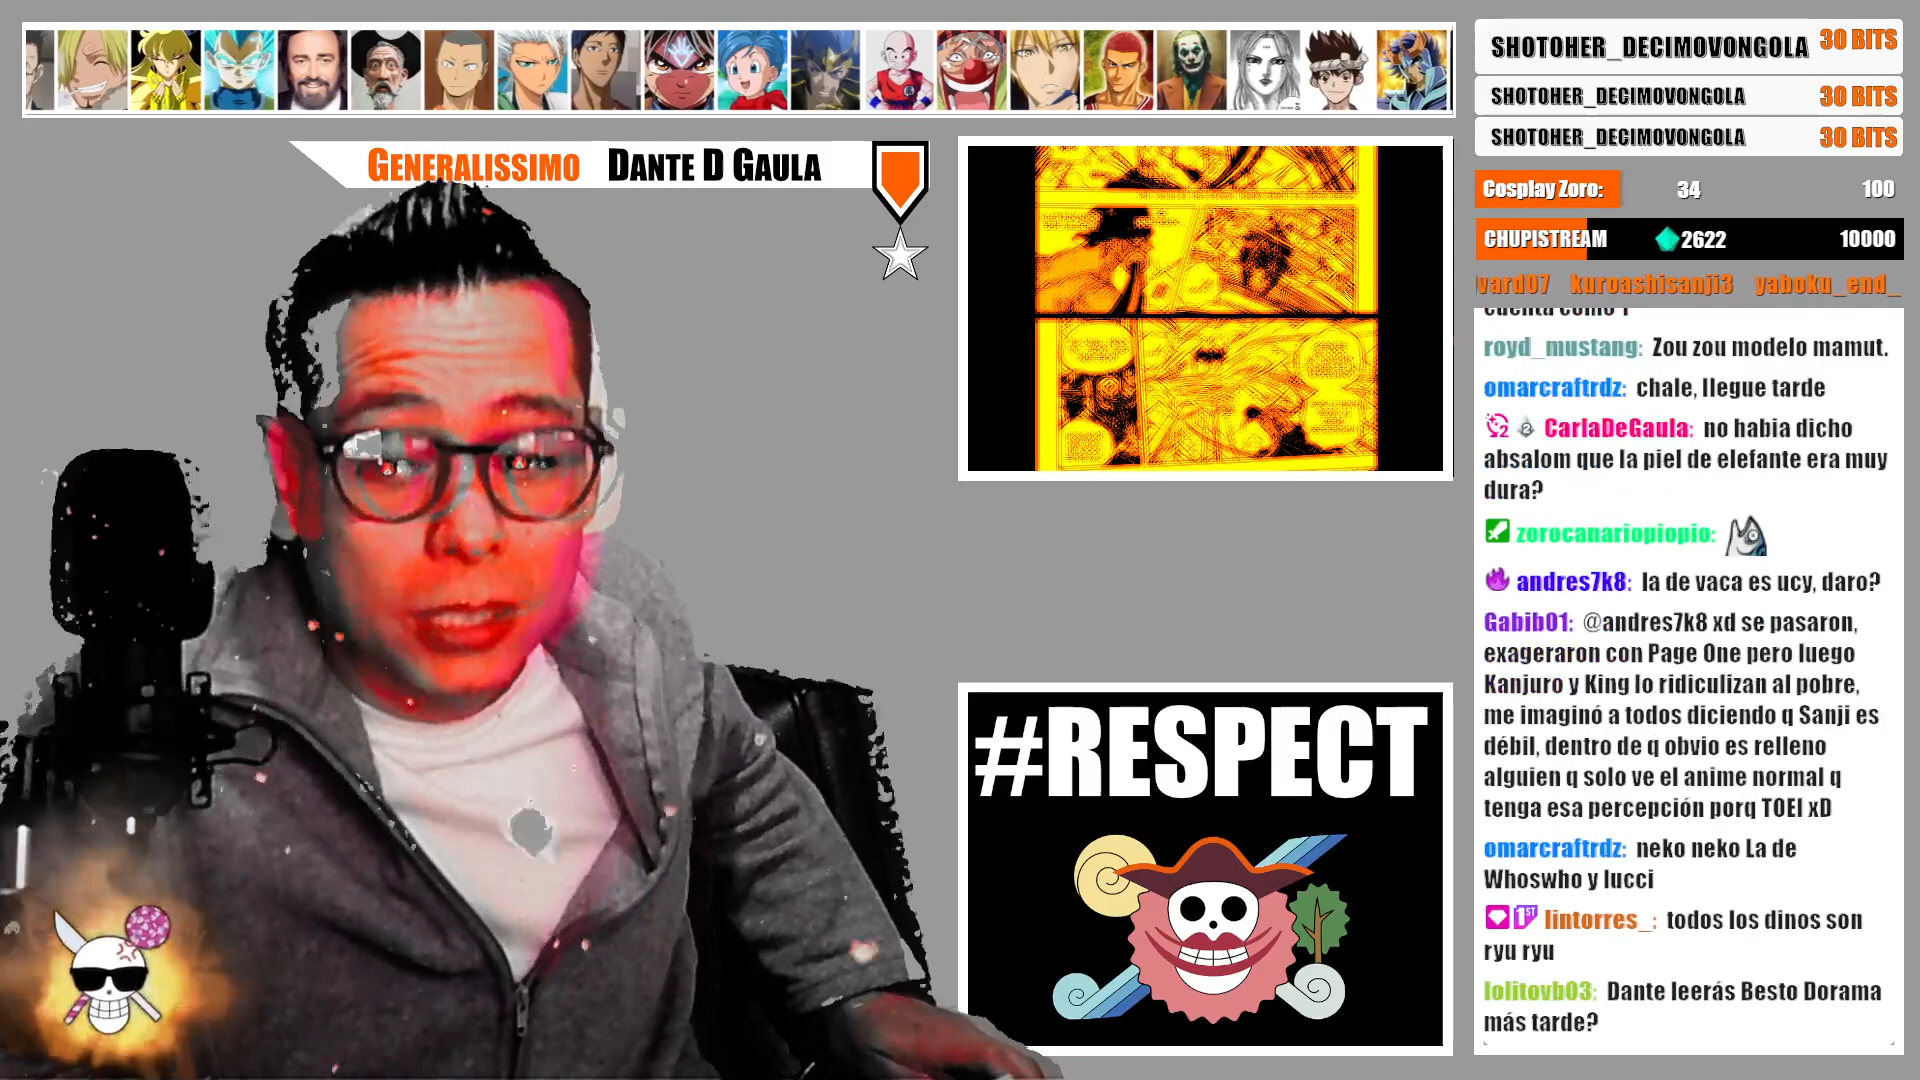 SHOTOHER_DECIMOVONGOLA 30 BITS
SHOTOHER_DECIMOVONGOLA 30 BITS
SHOTOHER_DECIMOVONGOLA 30 BITS
GENERALISSIMO DANTE D GAULA
Cosplay Zoro: 34 100
CHUPISTREAM 2622 10000
vard07 kuroashisanji3 yaboku_end_
cuenta como 1
royd_mustang: Zou zou modelo mamut.
omarcraftrdz: chale, llegue tarde
CarlaDeGaula: no habia dicho
absalom que la piel de elefante era muy
dura?
zorocanariopiopio:
andres7k8: la de vaca es ucy, daro?
Gabib01: @andres7k8 xd se pasaron,
exageraron con Page One pero luego
Kanjuro y King lo ridiculizan al pobre,
me imaginó a todos diciendo q Sanji es
débil, dentro de q obvio es relleno
alguien q solo ve el anime normal q
tenga esa percepción porq TOEI xD
omarcraftrdz: neko neko La de
Whoswho y lucci
1ST lintorres_: todos los dinos son
ryu ryu
lolitovb03: Dante leerás Besto Dorama
más tarde?
#RESPECT